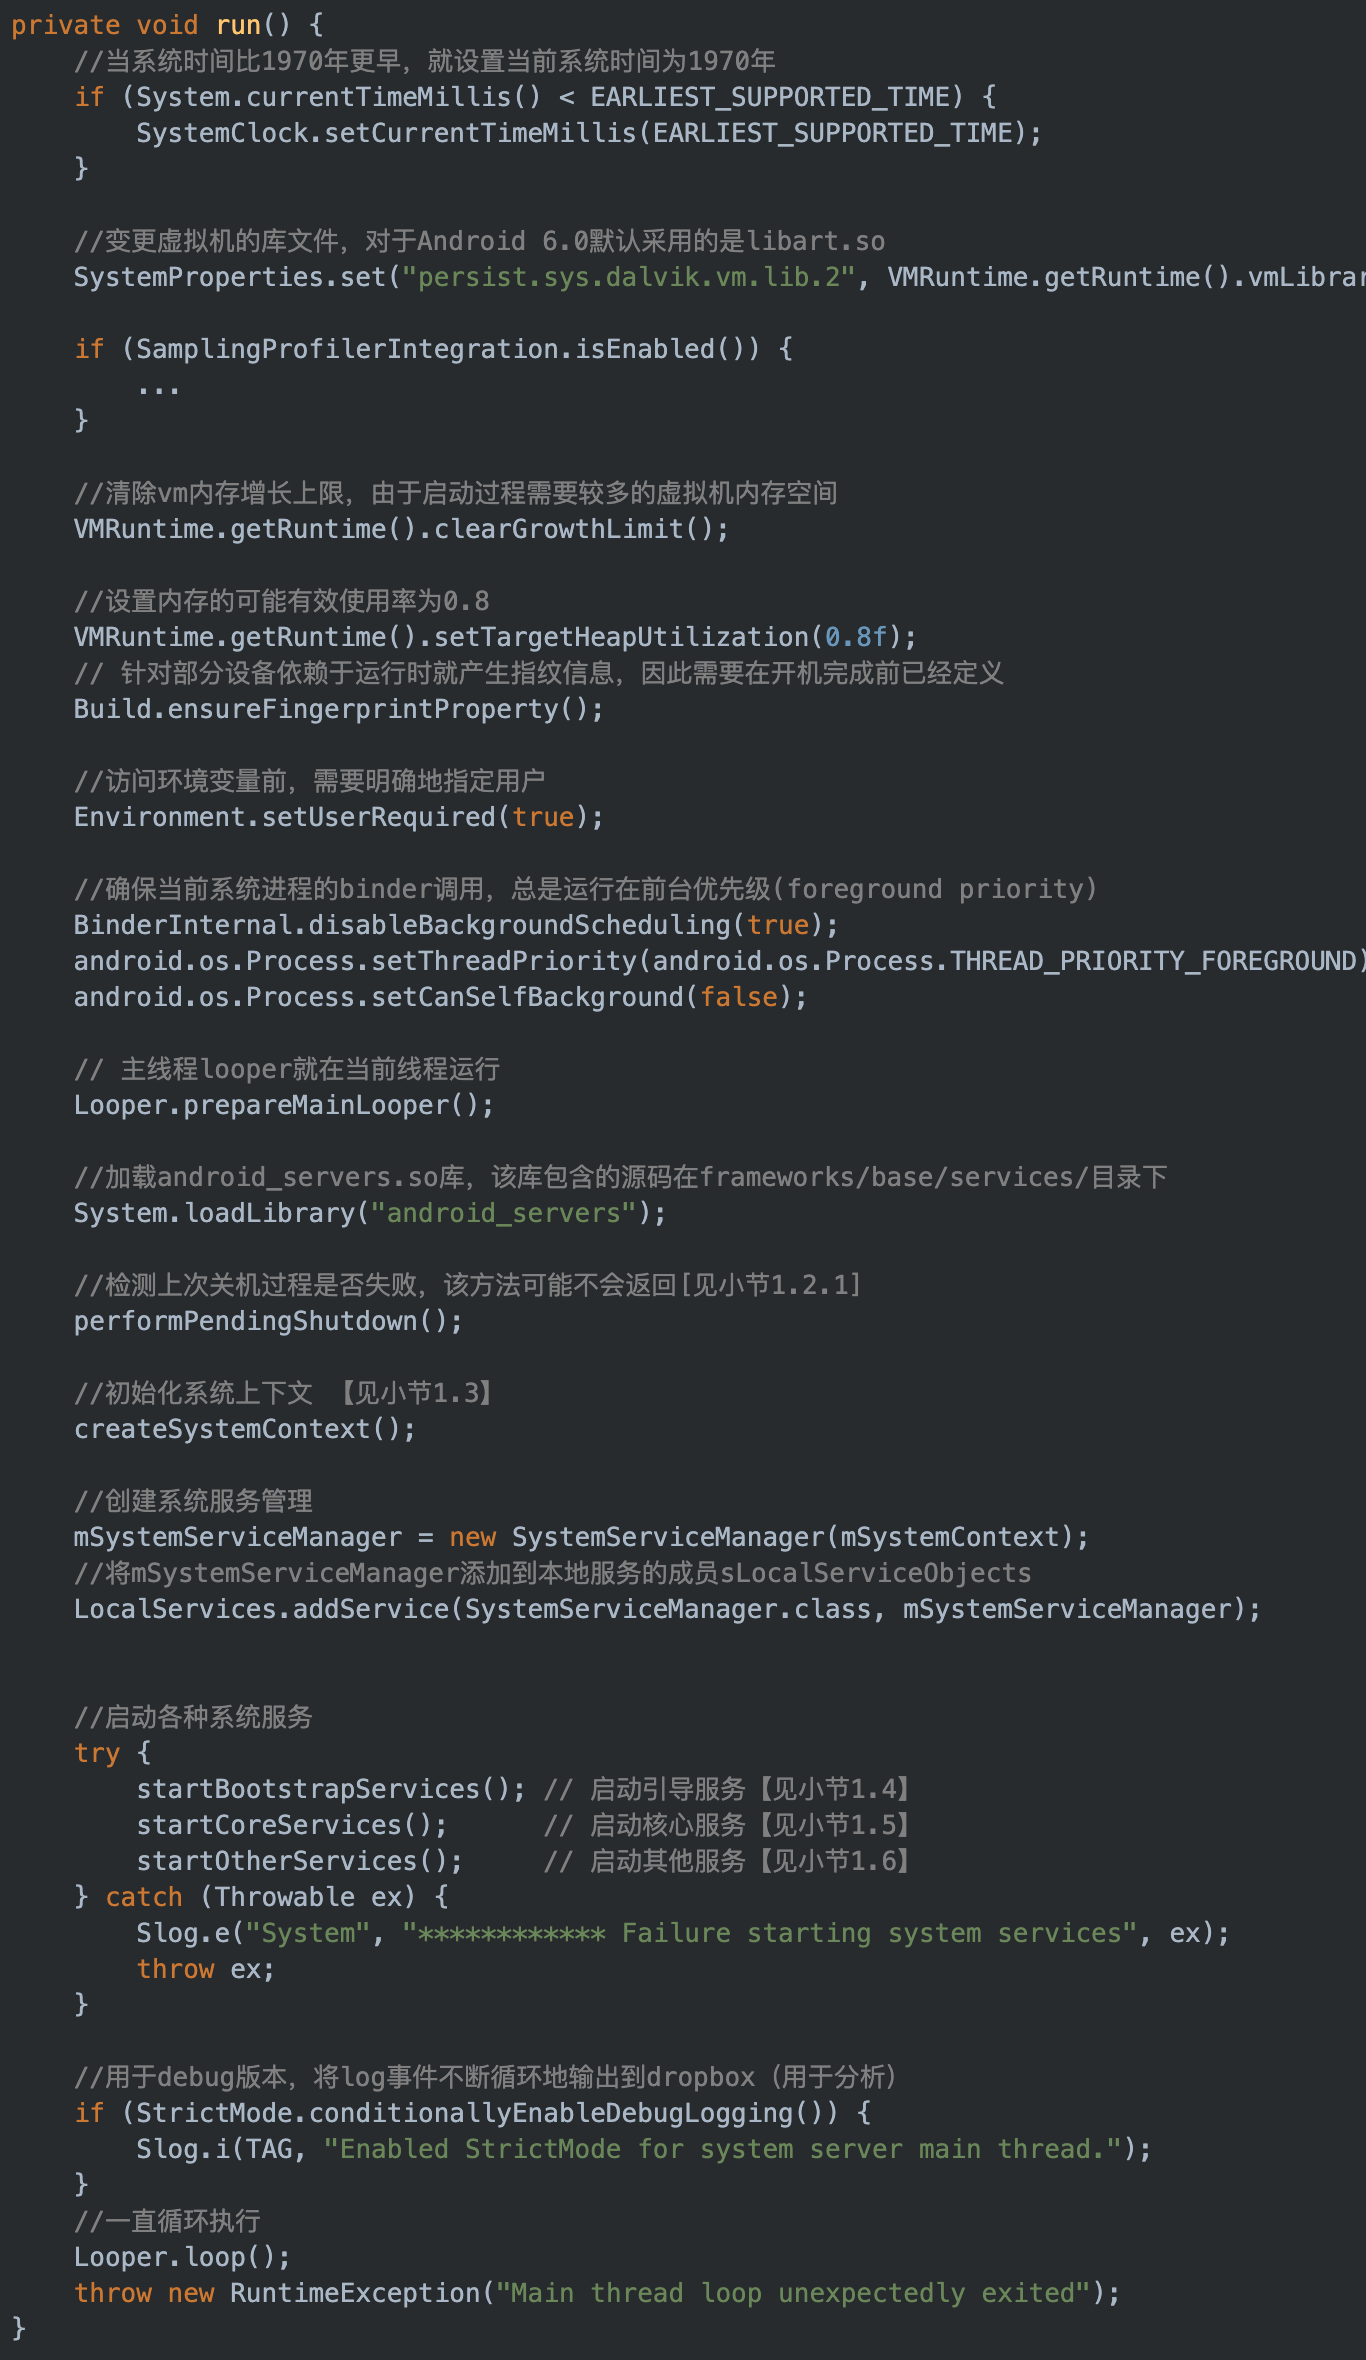 private void run() {
    //当系统时间比1970年更早，就设置当前系统时间为1970年
    if (System.currentTimeMillis() < EARLIEST_SUPPORTED_TIME) {
        SystemClock.setCurrentTimeMillis(EARLIEST_SUPPORTED_TIME);
    }

    //变更虚拟机的库文件，对于Android 6.0默认采用的是libart.so
    SystemProperties.set("persist.sys.dalvik.vm.lib.2", VMRuntime.getRuntime().vmLibrar

    if (SamplingProfilerIntegration.isEnabled()) {
        ...
    }

    //清除vm内存增长上限，由于启动过程需要较多的虚拟机内存空间
    VMRuntime.getRuntime().clearGrowthLimit();

    //设置内存的可能有效使用率为0.8
    VMRuntime.getRuntime().setTargetHeapUtilization(0.8f);
    // 针对部分设备依赖于运行时就产生指纹信息，因此需要在开机完成前已经定义
    Build.ensureFingerprintProperty();

    //访问环境变量前，需要明确地指定用户
    Environment.setUserRequired(true);

    //确保当前系统进程的binder调用，总是运行在前台优先级(foreground priority)
    BinderInternal.disableBackgroundScheduling(true);
    android.os.Process.setThreadPriority(android.os.Process.THREAD_PRIORITY_FOREGROUND)
    android.os.Process.setCanSelfBackground(false);

    // 主线程looper就在当前线程运行
    Looper.prepareMainLooper();

    //加载android_servers.so库，该库包含的源码在frameworks/base/services/目录下
    System.loadLibrary("android_servers");

    //检测上次关机过程是否失败，该方法可能不会返回[见小节1.2.1]
    performPendingShutdown();

    //初始化系统上下文 【见小节1.3】
    createSystemContext();

    //创建系统服务管理
    mSystemServiceManager = new SystemServiceManager(mSystemContext);
    //将mSystemServiceManager添加到本地服务的成员sLocalServiceObjects
    LocalServices.addService(SystemServiceManager.class, mSystemServiceManager);


    //启动各种系统服务
    try {
        startBootstrapServices(); // 启动引导服务【见小节1.4】
        startCoreServices();      // 启动核心服务【见小节1.5】
        startOtherServices();     // 启动其他服务【见小节1.6】
    } catch (Throwable ex) {
        Slog.e("System", "************ Failure starting system services", ex);
        throw ex;
    }

    //用于debug版本，将log事件不断循环地输出到dropbox（用于分析）
    if (StrictMode.conditionallyEnableDebugLogging()) {
        Slog.i(TAG, "Enabled StrictMode for system server main thread.");
    }
    //一直循环执行
    Looper.loop();
    throw new RuntimeException("Main thread loop unexpectedly exited");
}